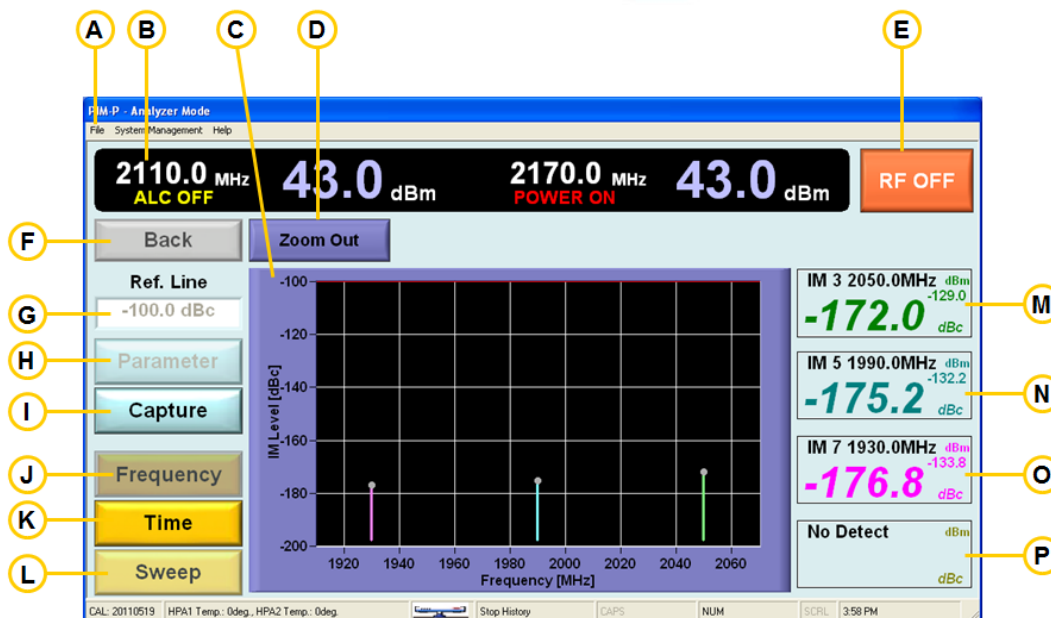 A
B
C
D
E
PIM-P - Analyzer Mode
File System Management Help
2110.0 MHz 43.0 dBm 2170.0 MHz 43.0 dBm
ALC OFF POWER ON
RF OFF
F
Back
Zoom Out
Ref. Line
G
-100.0 dBc
H
Parameter
I
Capture
J
Frequency
K
Time
L
Sweep
IM Level [dBc]
-100
-120
-140
-160
-180
-200
1920 1940 1960 1980 2000 2020 2040 2060
Frequency [MHz]
IM 3 2050.0MHz dBm
-129.0
-172.0 dBc
M
IM 5 1990.0MHz dBm
-132.2
-175.2 dBc
N
IM 7 1930.0MHz dBm
-133.8
-176.8 dBc
O
No Detect dBm
dBc
P
CAL: 20110519 HPA1 Temp.: 0deg., HPA2 Temp.: 0deg. Stop History CAPS NUM SCRL 3:58 PM